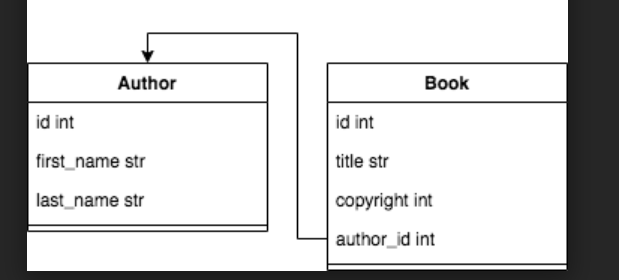 Author
id int
first_name str
last_name str
Book
id int
title str
copyright int
author_id int